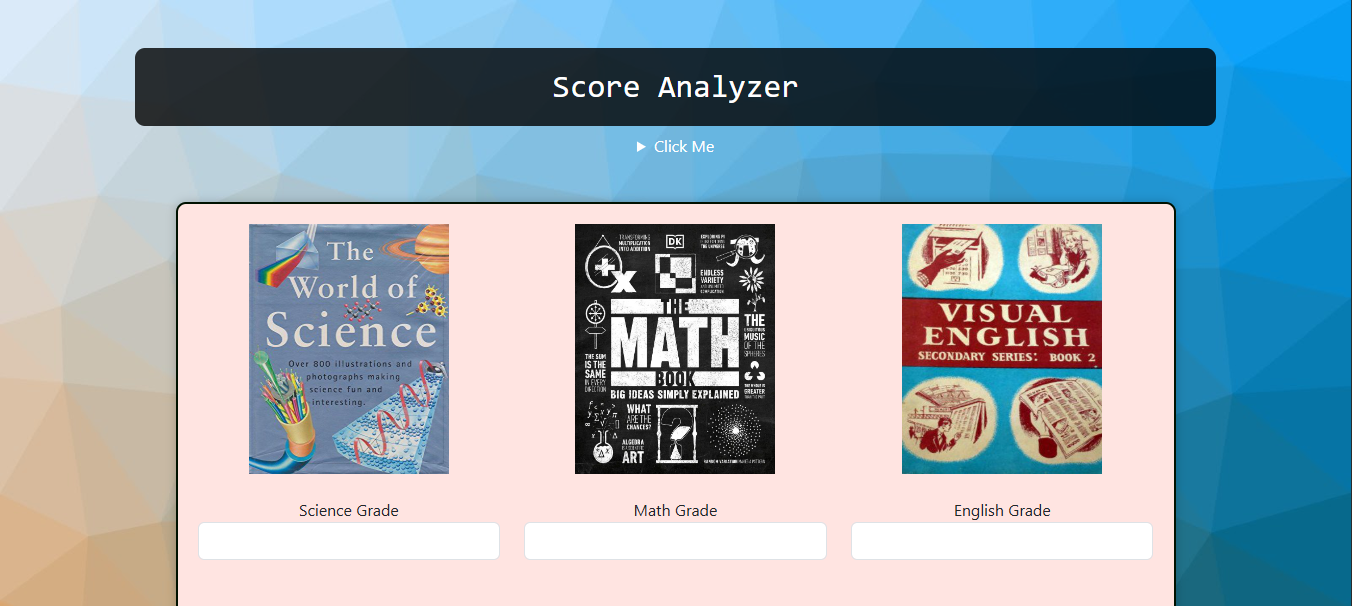 Score Analyzer
Click Me
The
World of
Science
Over 800 illustrations and
photographs making
science fun and
interesting.
TRANSFORMING
MULTIPLICATION
INTO ADDITION
DK
ENDLESS
VARIETY
THE
MATH
BOOK
BIG IDEAS SIMPLY EXPLAINED
THE
MUSIC
OF THE
SPHERES
THE SUM
IS THE
SAME
IN EVERY
DIRECTION
GREATER
WHAT
ARE THE
CHANCES?
ALGEBRA
ART
VISUAL
ENGLISH
SECONDARY SERIES: BOOK 2
Science Grade
Math Grade
English Grade